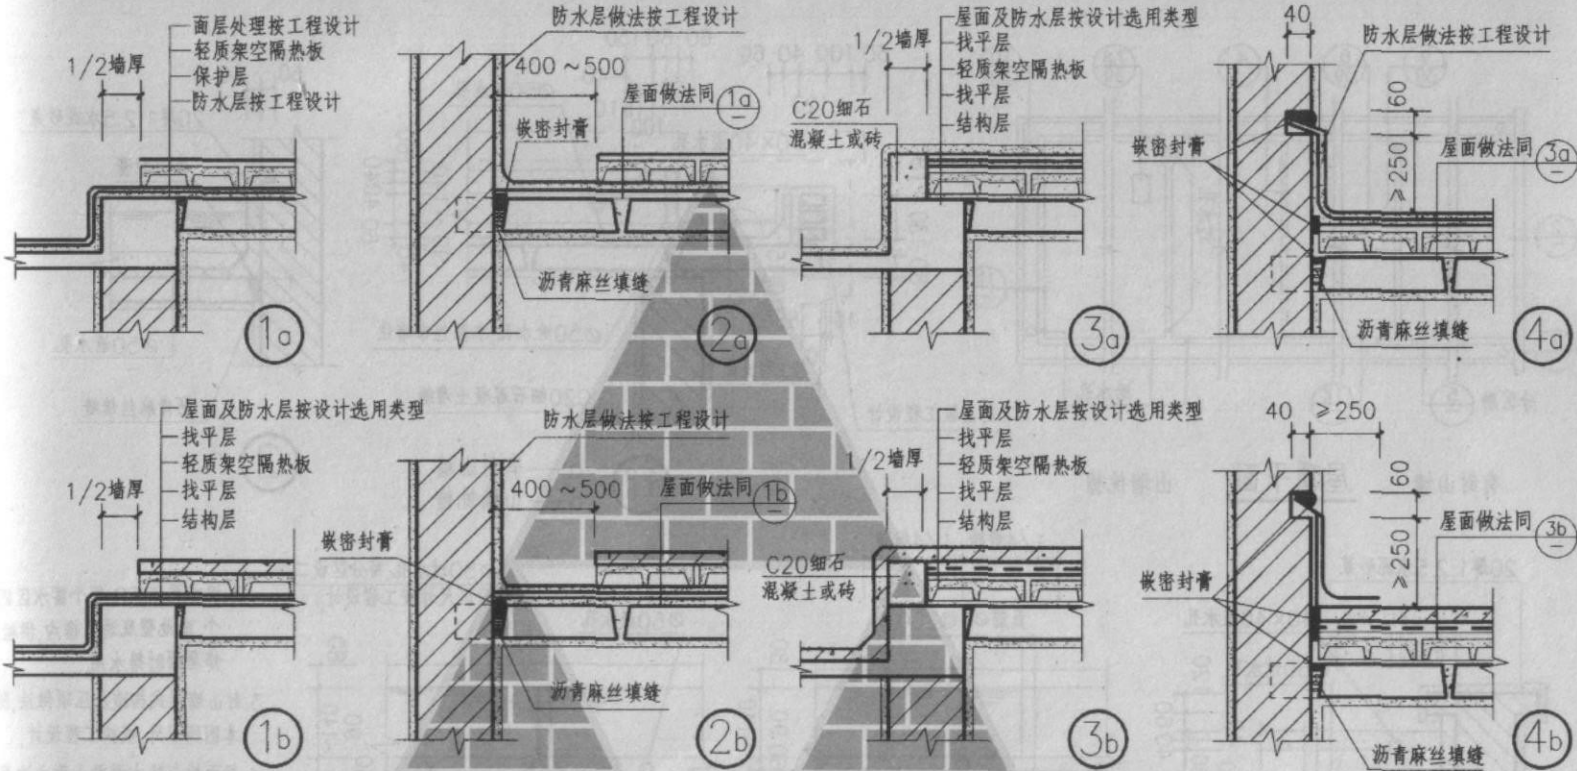 面层处理按工程设计
轻质架空隔热板
保护层
防水层按工程设计
1/2墙厚
1a
防水层做法按工程设计
400～500
屋面做法同 1a
嵌密封膏
沥青麻丝填缝
2a
屋面及防水层按设计选用类型
找平层
轻质架空隔热板
找平层
结构层
1/2墙厚
C20细石
混凝土或砖
3a
40
防水层做法按工程设计
60
≥250
嵌密封膏
屋面做法同 3a
沥青麻丝填缝
4a
屋面及防水层按设计选用类型
找平层
轻质架空隔热板
找平层
结构层
1/2墙厚
1b
防水层做法按工程设计
400～500
屋面做法同 1b
嵌密封膏
沥青麻丝填缝
2b
屋面及防水层按设计选用类型
找平层
轻质架空隔热板
找平层
结构层
1/2墙厚
C20细石
混凝土或砖
3b
40 ≥250
60
≥250
屋面做法同 3b
嵌密封膏
沥青麻丝填缝
4b